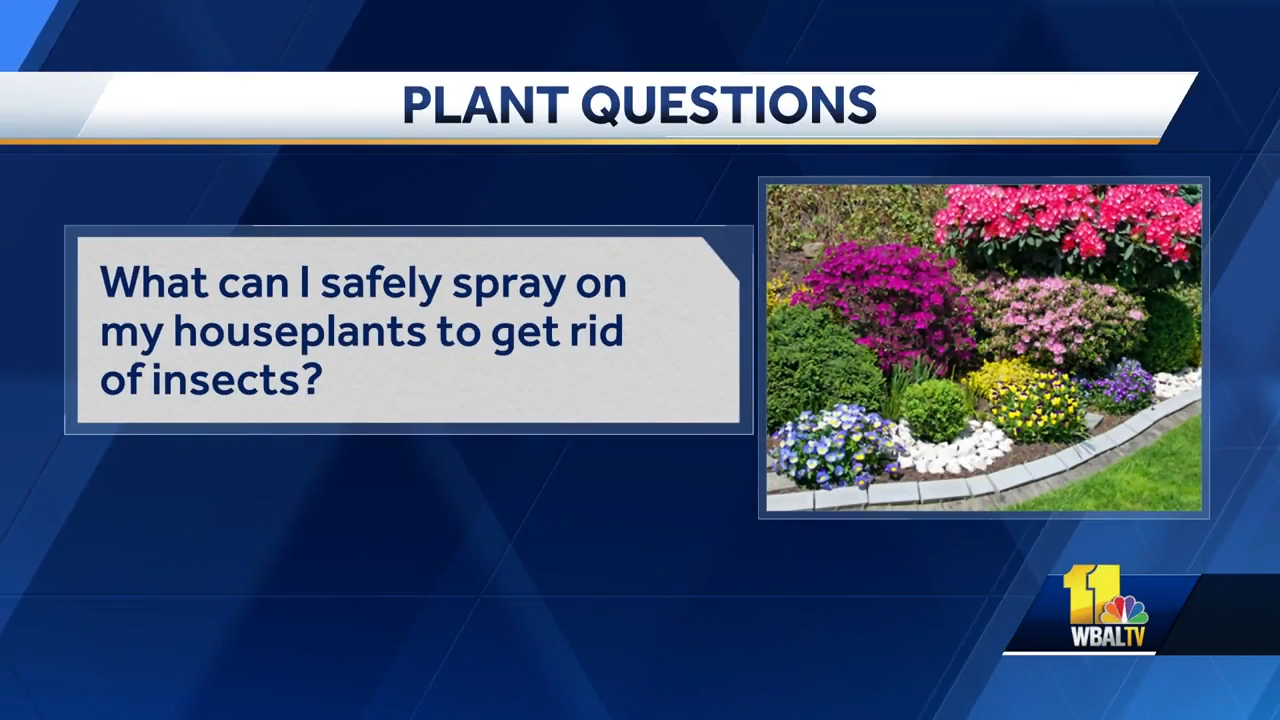 PLANT QUESTIONS
What can I safely spray on
my houseplants to get rid
of insects?
11
WBALTV